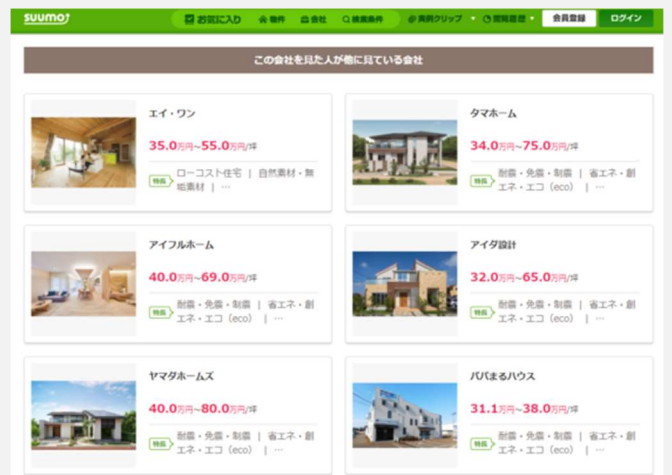 suumo
お気に入り 物件 会社 検索条件 実例クリップ 閲覧履歴 会員登録 ログイン
この会社を見た人が他に見ている会社
エイ・ワン
35.0万円~55.0万円/坪
特長 ローコスト住宅 | 自然素材・無
垢素材 | …
タマホーム
34.0万円~75.0万円/坪
特長 耐震・免震・制震 | 省エネ・創
エネ・エコ（eco） | …
アイフルホーム
40.0万円~69.0万円/坪
特長 耐震・免震・制震 | 省エネ・創
エネ・エコ（eco） | …
アイダ設計
32.0万円~65.0万円/坪
特長 耐震・免震・制震 | 省エネ・創
エネ・エコ（eco） | …
ヤマダホームズ
40.0万円~80.0万円/坪
特長 耐震・免震・制震 | 省エネ・創
エネ・エコ（eco） | …
パパまるハウス
31.1万円~38.0万円/坪
特長 耐震・免震・制震 | 省エネ・創
エネ・エコ（eco） | …